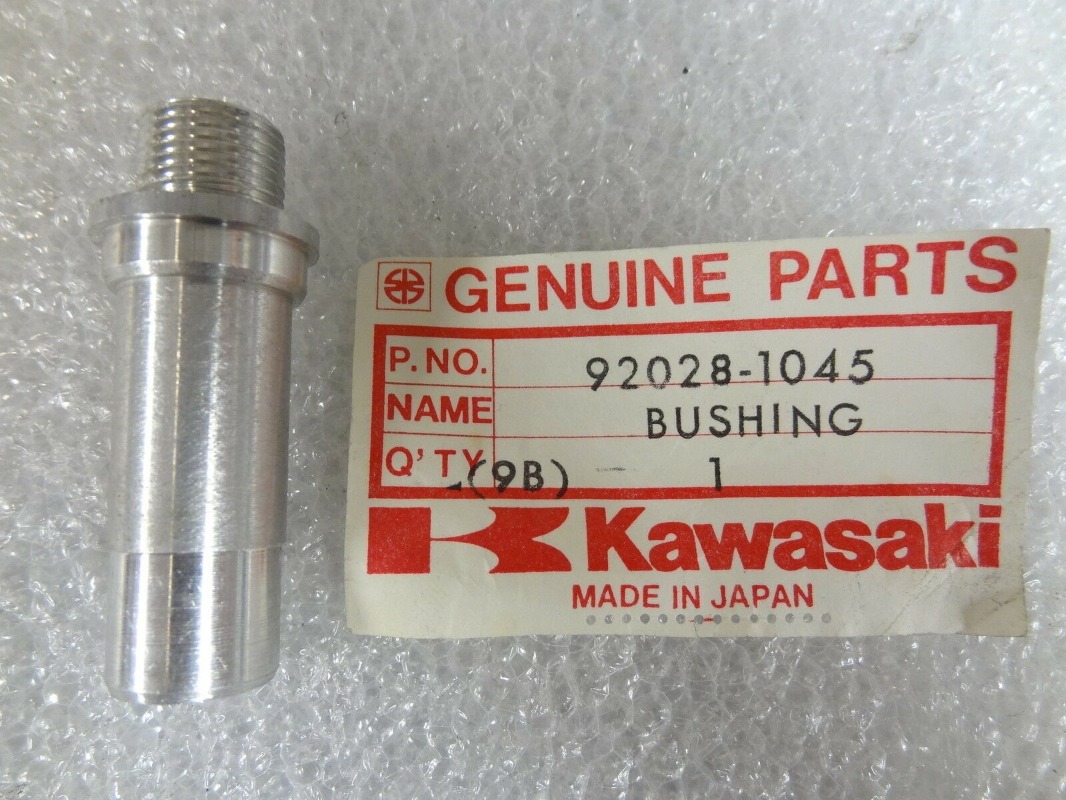 GENUINE PARTS
P. NO. 92028-1045
NAME BUSHING
Q'TY (9B) 1
Kawasaki
MADE IN JAPAN